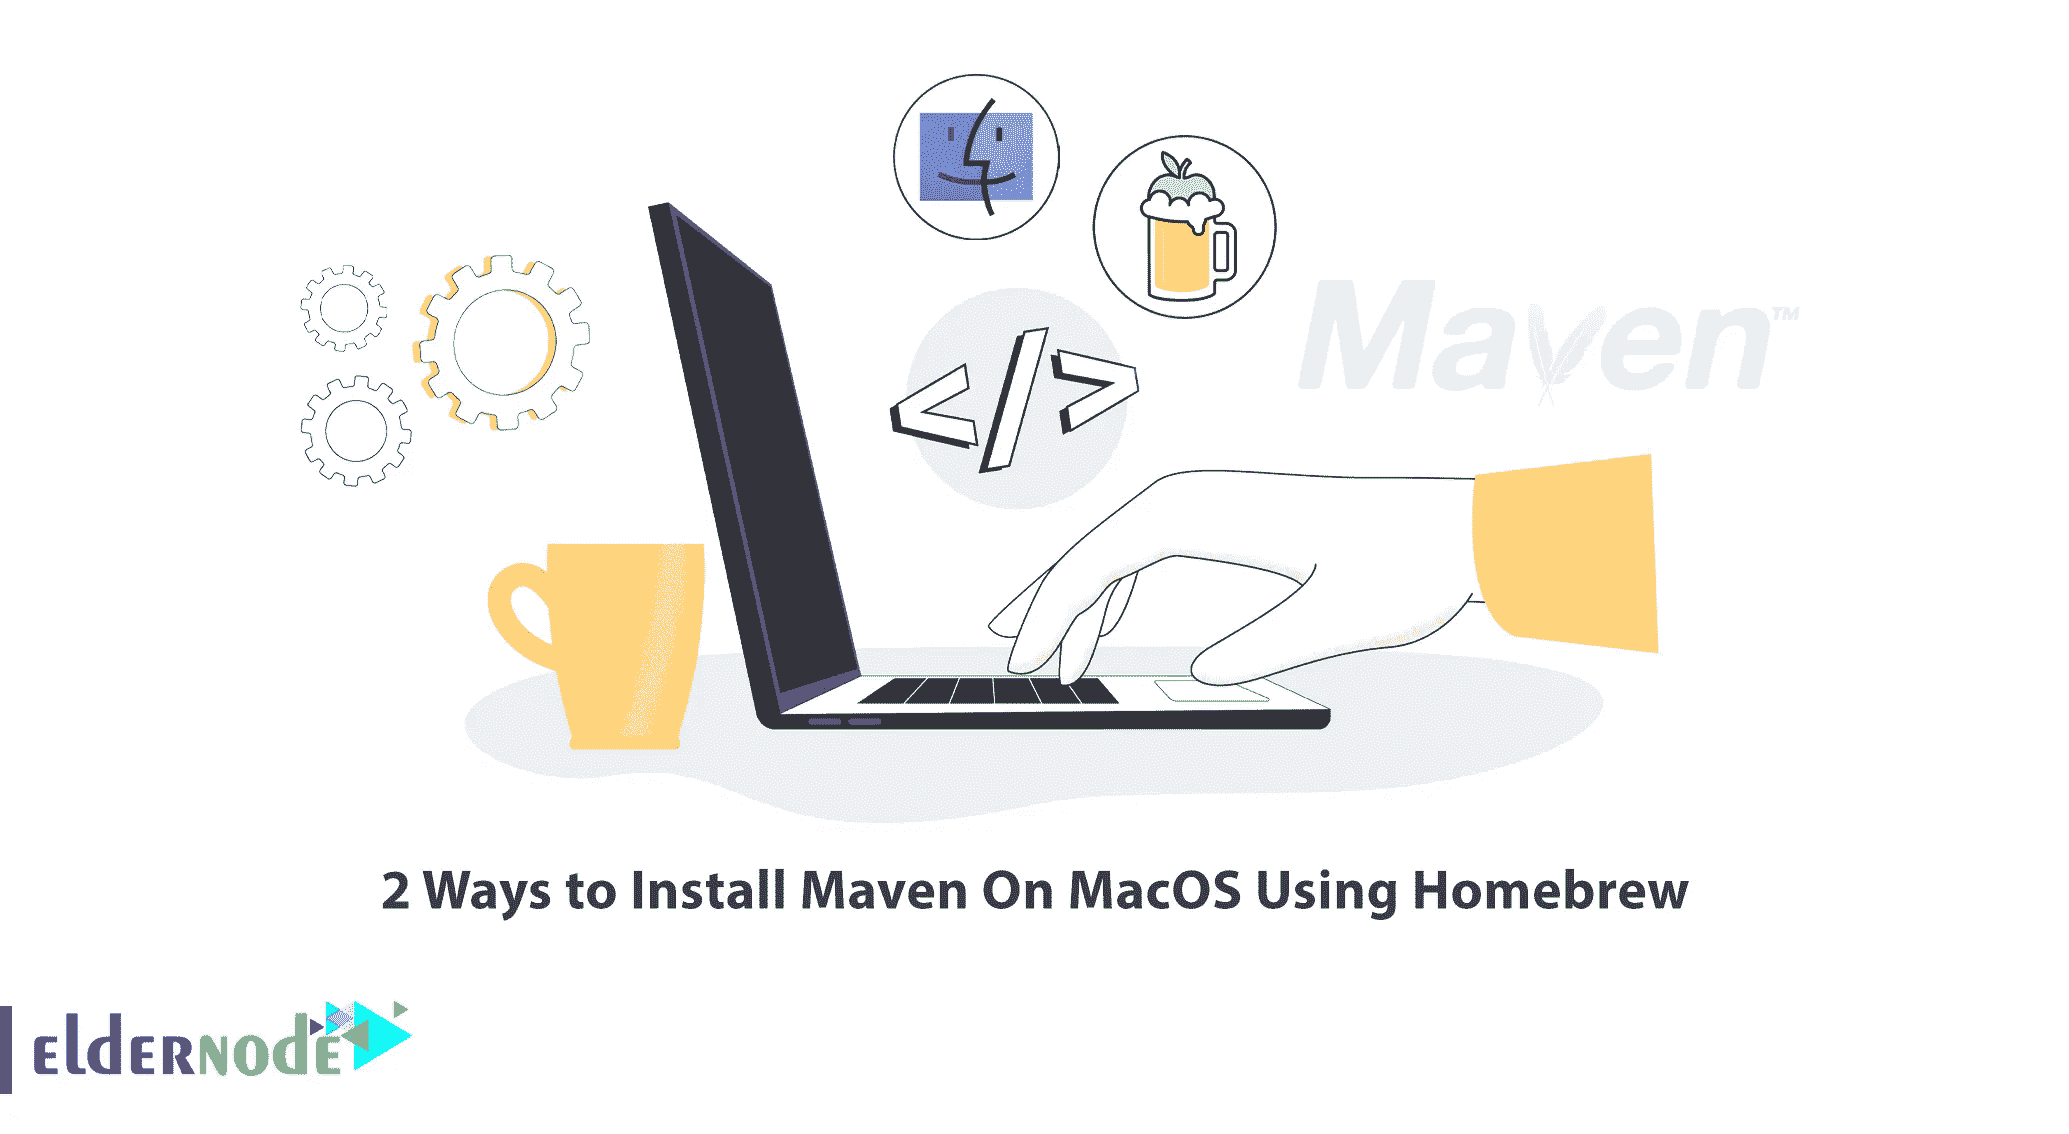 Maven™
</>
2 Ways to Install Maven On MacOS Using Homebrew
ELDERNODE